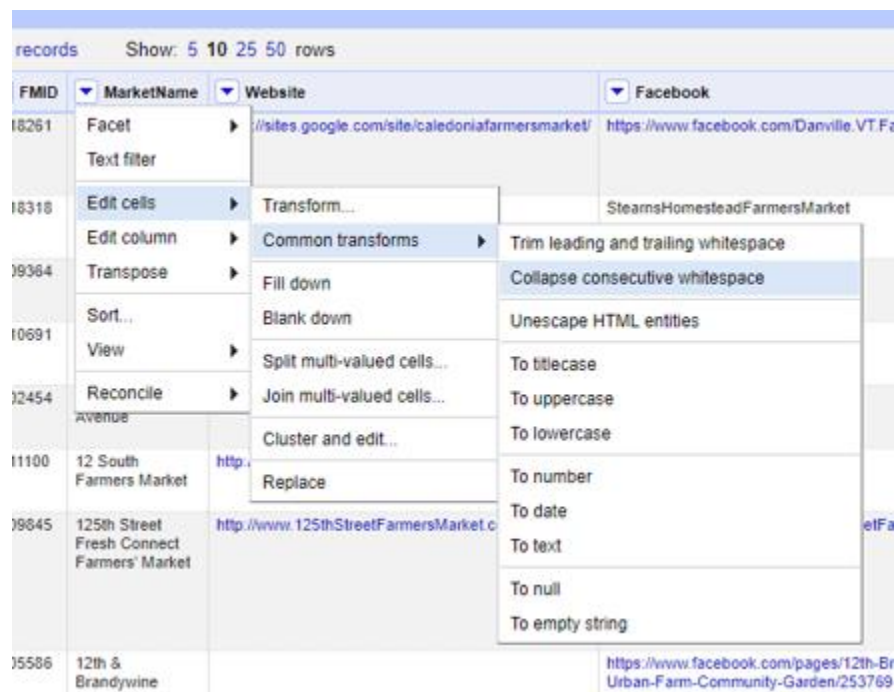 records Show: 5 10 25 50 rows
FMID MarketName Website Facebook
18261 Facet ://sites.google.com/site/caledoniafarmersmarket/ https://www.facebook.com/Danville.VT.Fa
Text filter
18318 Edit cells Transform... StearnsHomesteadFarmersMarket
Edit column Common transforms Trim leading and trailing whitespace
09364 Transpose Fill down Collapse consecutive whitespace
Sort... Blank down Unescape HTML entities
10691 View Split multi-valued cells... To titlecase
02454 Reconcile Join multi-valued cells... To uppercase
Avenue Cluster and edit... To lowercase
11100 12 South http: Replace To number
Farmers Market
09845 125th Street http://www.125thStreetFarmersMarket.c To date etFa
Fresh Connect To text
Farmers' Market
To null
To empty string
05586 12th & https://www.facebook.com/pages/12th-Br
Brandywine Urban-Farm-Community-Garden/253769